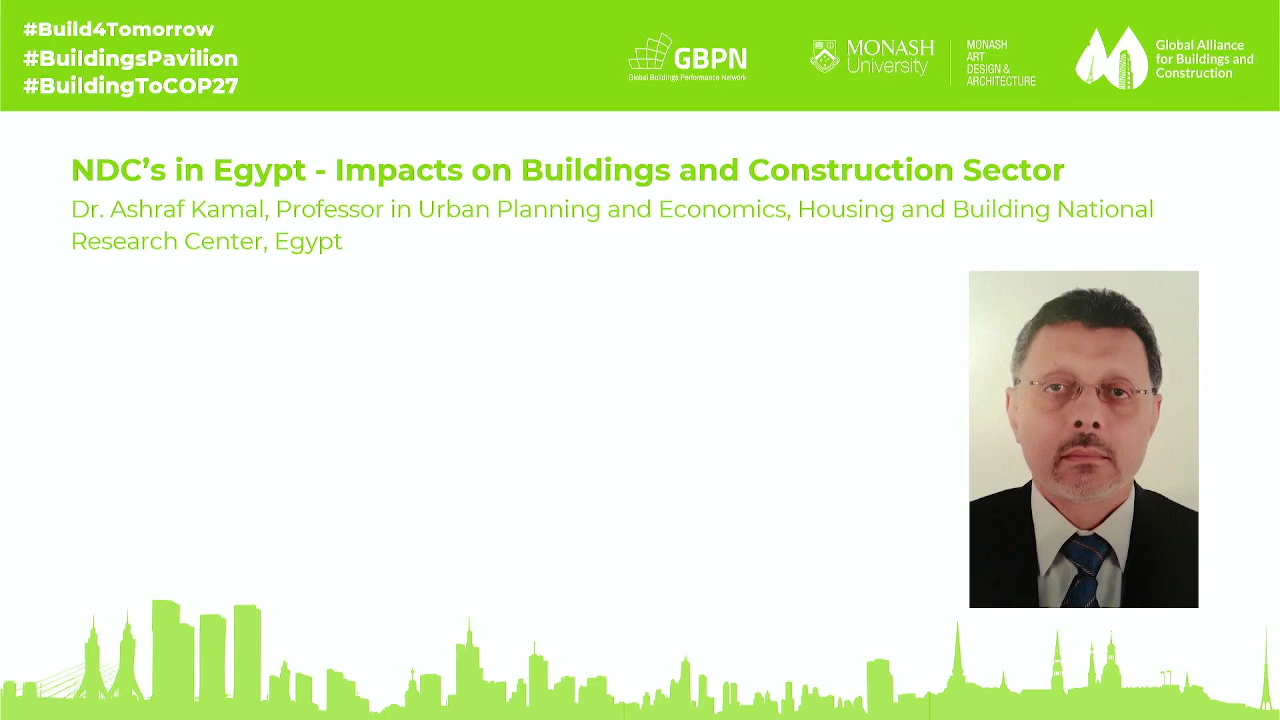 #Build4Tomorrow
#BuildingsPavilion
#BuildingToCOP27
GBPN
Global Buildings Performance Network
MONASH
University
MONASH
ART
DESIGN &
ARCHITECTURE
Global Alliance
for Buildings and
Construction
NDC’s in Egypt - Impacts on Buildings and Construction Sector
Dr. Ashraf Kamal, Professor in Urban Planning and Economics, Housing and Building National
Research Center, Egypt